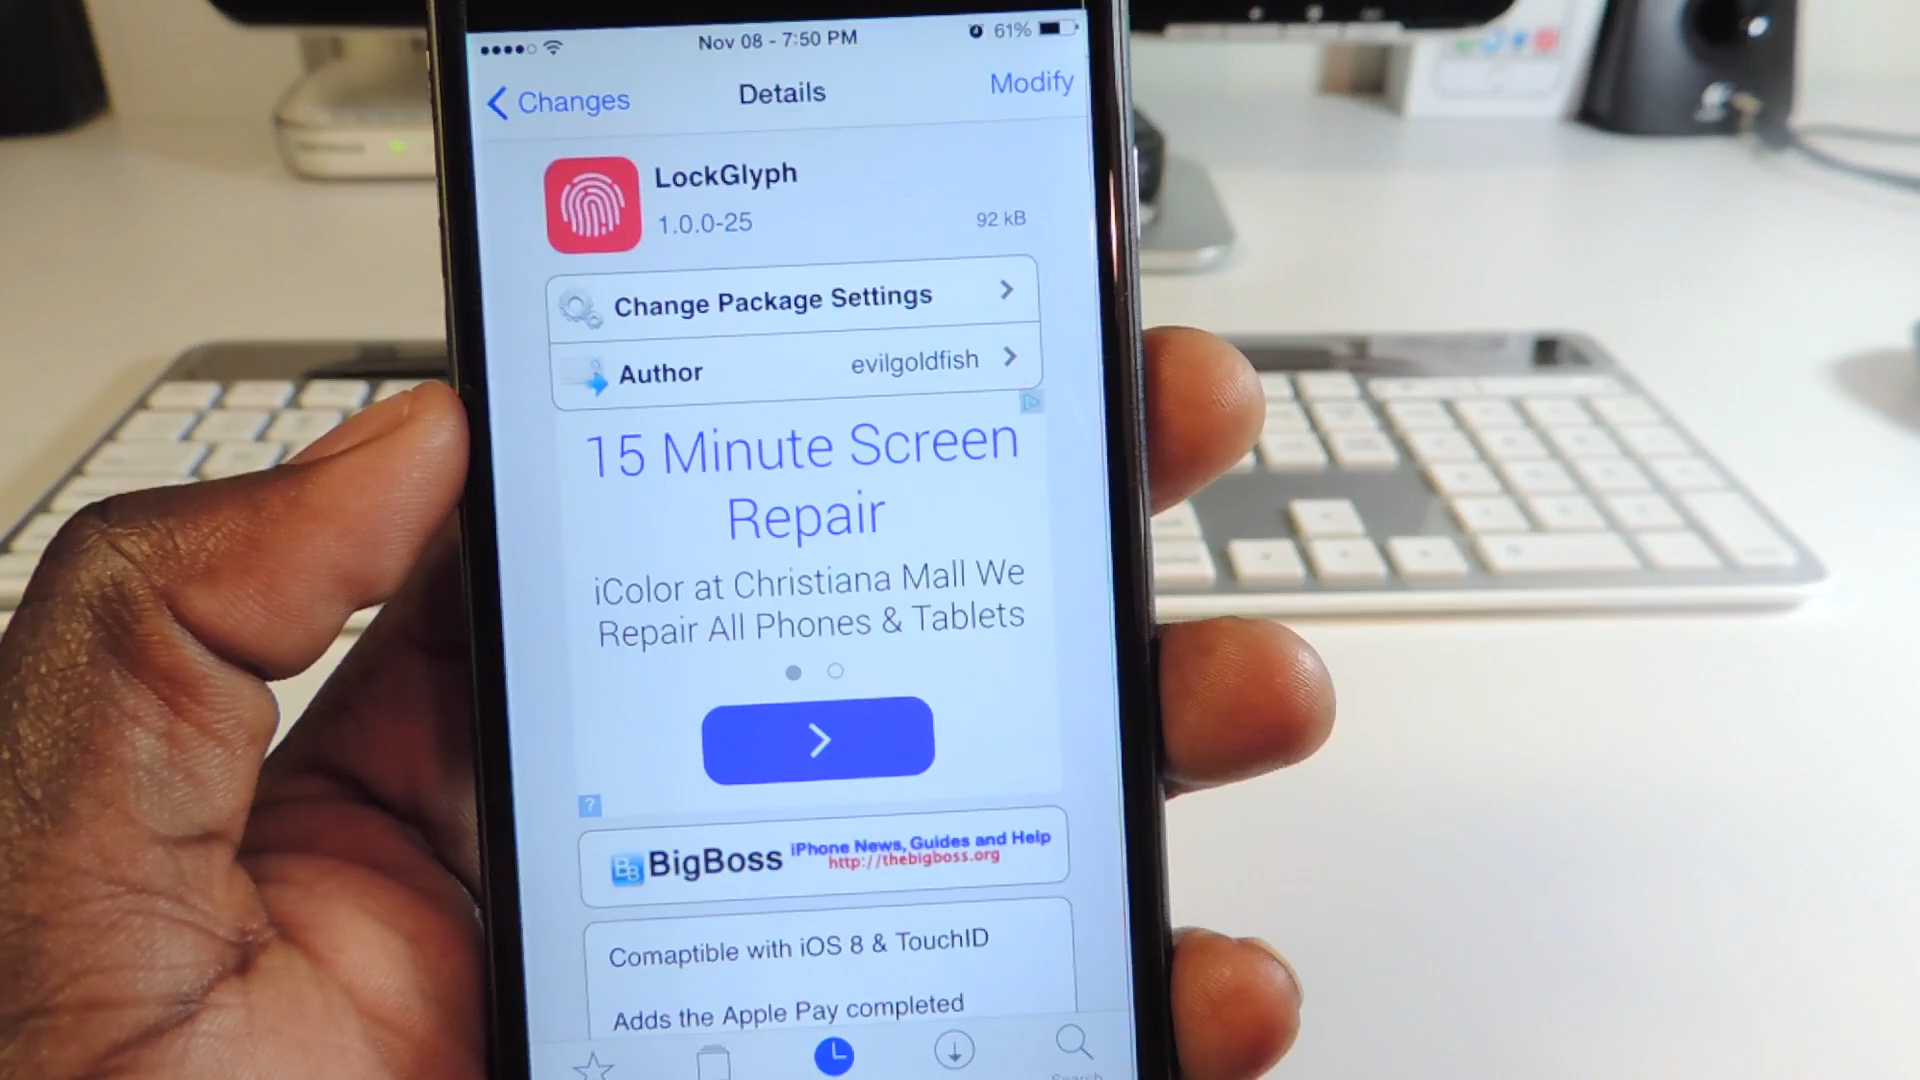 Nov 08 - 7:50 PM
61%
Changes
Details
Modify
LockGlyph
1.0.0-25
92 kB
Change Package Settings
Author
evilgoldfish
15 Minute Screen
Repair
iColor at Christiana Mall We
Repair All Phones & Tablets
?
BB
BigBoss
iPhone News, Guides and Help
http://thebigboss.org
Comaptible with iOS 8 & TouchID
Adds the Apple Pay completed
Search